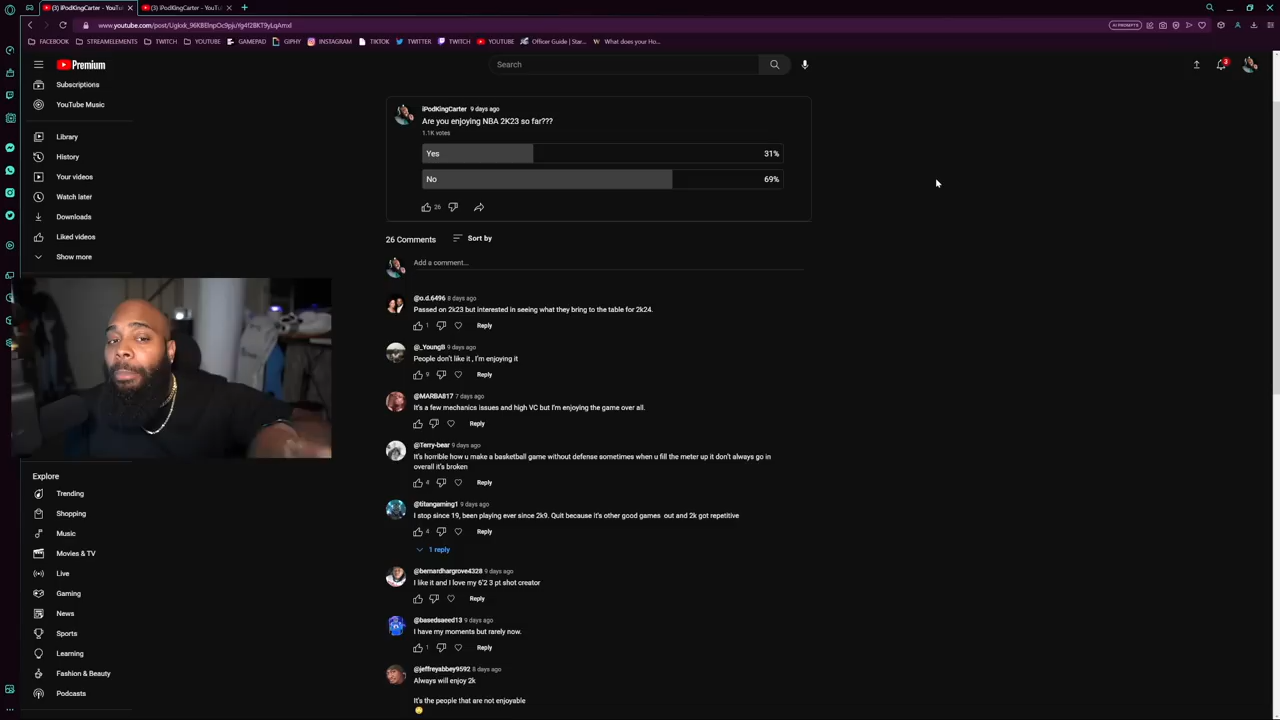 (3) iPodKingCarter - YouTub
(3) iPodKingCarter - YouTub
FACEBOOK
STREAMELEMENTS
TWITCH
YOUTUBE
GAMEPAD
GIPHY
INSTAGRAM
TIKTOK
TWITTER
TWITCH
YOUTUBE
Officer Guide | Star...
What does your Ho...
AI PROMPTS
Premium
Search
3
Subscriptions
YouTube Music
Library
History
Your videos
Watch later
Downloads
Liked videos
Show more
Explore
Trending
Shopping
Music
Movies & TV
Live
Gaming
News
Sports
Learning
Fashion & Beauty
Podcasts
iPodKingCarter 9 days ago
Are you enjoying NBA 2K23 so far???
1.1K votes
Yes 31%
No 69%
26
26 Comments Sort by
Add a comment...
@o.d.6496 8 days ago
Passed on 2k23 but interested in seeing what they bring to the table for 2k24.
1 Reply
@_YoungB 9 days ago
People don't like it , I'm enjoying it
9 Reply
@MARBA817 7 days ago
It's a few mechanics issues and high VC but I'm enjoying the game over all.
Reply
@Terry-bear 9 days ago
It's horrible how u make a basketball game without defense sometimes when u fill the meter up it don't always go in
overall it's broken
4 Reply
@titangaming1 9 days ago
I stop since 19, been playing ever since 2k9. Quit because it's other good games out and 2k got repetitive
4 Reply
1 reply
@bernardhargrove4328 9 days ago
I like it and I love my 6'2 3 pt shot creator
Reply
@basedsaeed13 9 days ago
I have my moments but rarely now.
1 Reply
@jeffreyabbey9592 8 days ago
Always will enjoy 2k
It's the people that are not enjoyable